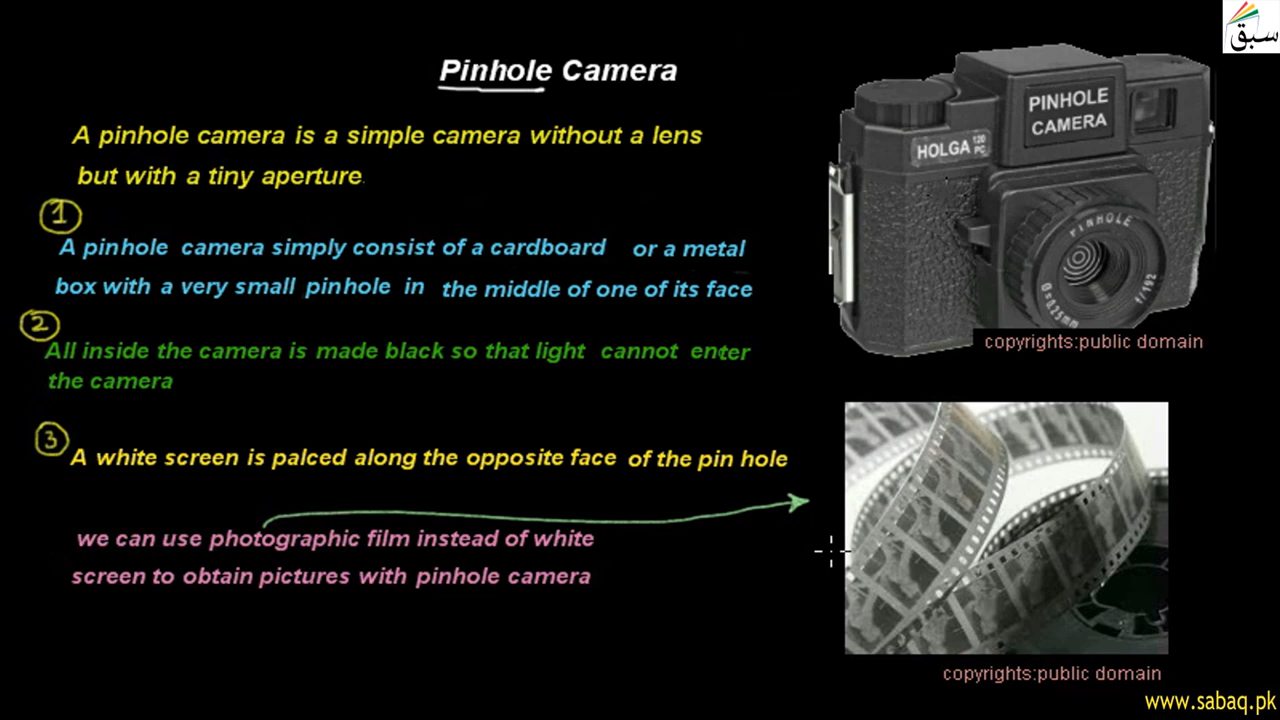 سبق
Pinhole Camera
A pinhole camera is a simple camera without a lens
but with a tiny aperture
1
A pinhole camera simply consist of a cardboard or a metal
box with a very small pinhole in the middle of one of its face
2
All inside the camera is made black so that light cannot enter
the camera
3
A white screen is palced along the opposite face of the pin hole
we can use photographic film instead of white
screen to obtain pictures with pinhole camera
PINHOLE
CAMERA
HOLGA 120
PC
PINHOLE
Ø=0.25mm
f/192
copyrights:public domain
copyrights:public domain
www.sabaq.pk